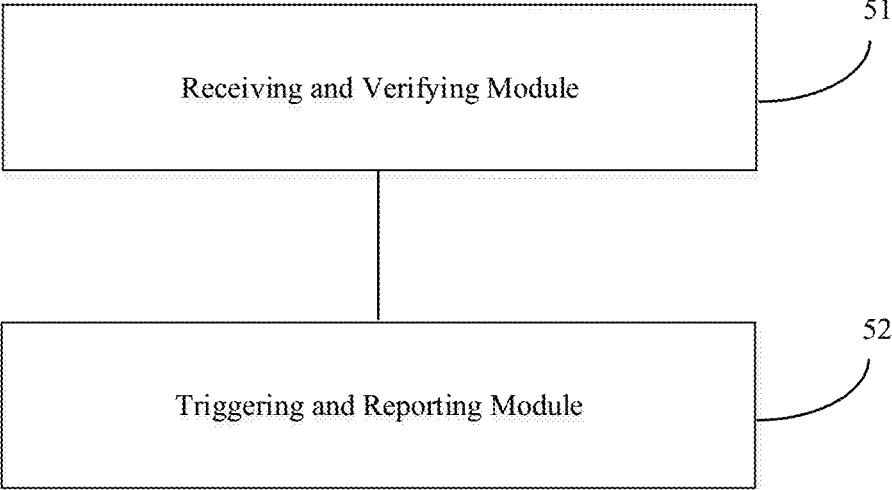 51
Receiving and Verifying Module
52
Triggering and Reporting Module